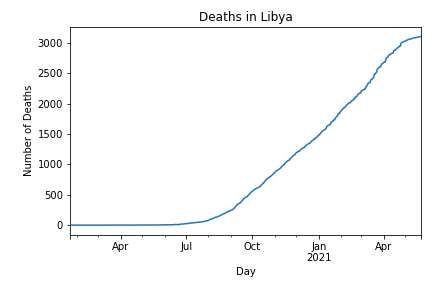 Deaths in Libya
Number of Deaths
3000
2500
2000
1500
1000
500
0
Apr
Jul
Oct
Jan
2021
Apr
Day